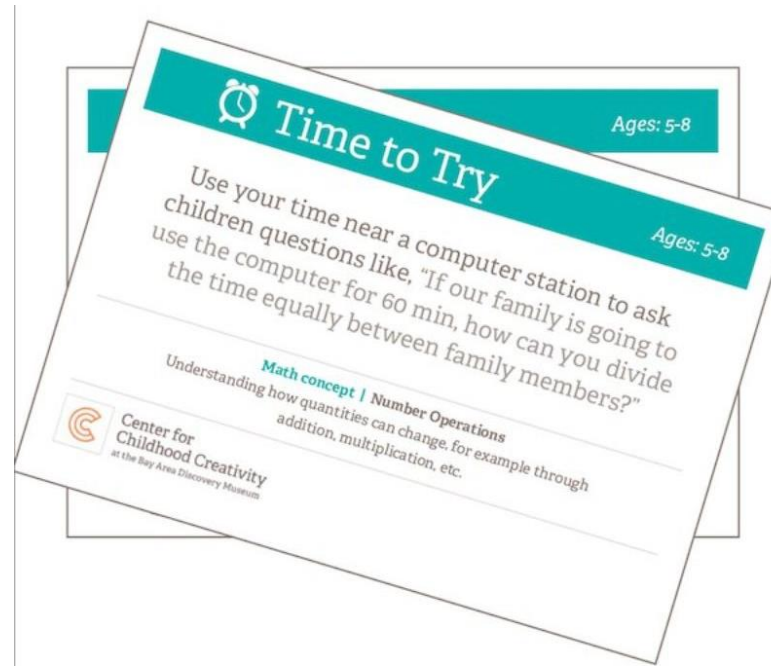 Ages: 5-8
Time to Try
Ages: 5-8
Use your time near a computer station to ask
children questions like, “If our family is going to
use the computer for 60 min, how can you divide
the time equally between family members?”
Math concept | Number Operations
Understanding how quantities can change, for example through
addition, multiplication, etc.
Center for
Childhood Creativity
at the Bay Area Discovery Museum